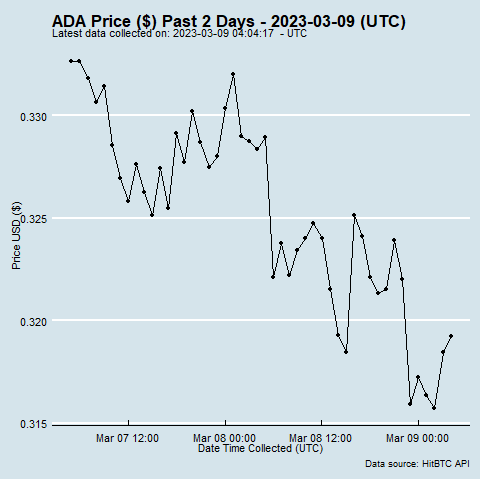 ADA Price ($) Past 2 Days - 2023-03-09 (UTC)
Latest data collected on: 2023-03-09 04:04:17 - UTC
Price USD ($)
0.330
0.325
0.320
0.315
Mar 07 12:00
Mar 08 00:00
Mar 08 12:00
Mar 09 00:00
Date Time Collected (UTC)
Data source: HitBTC API